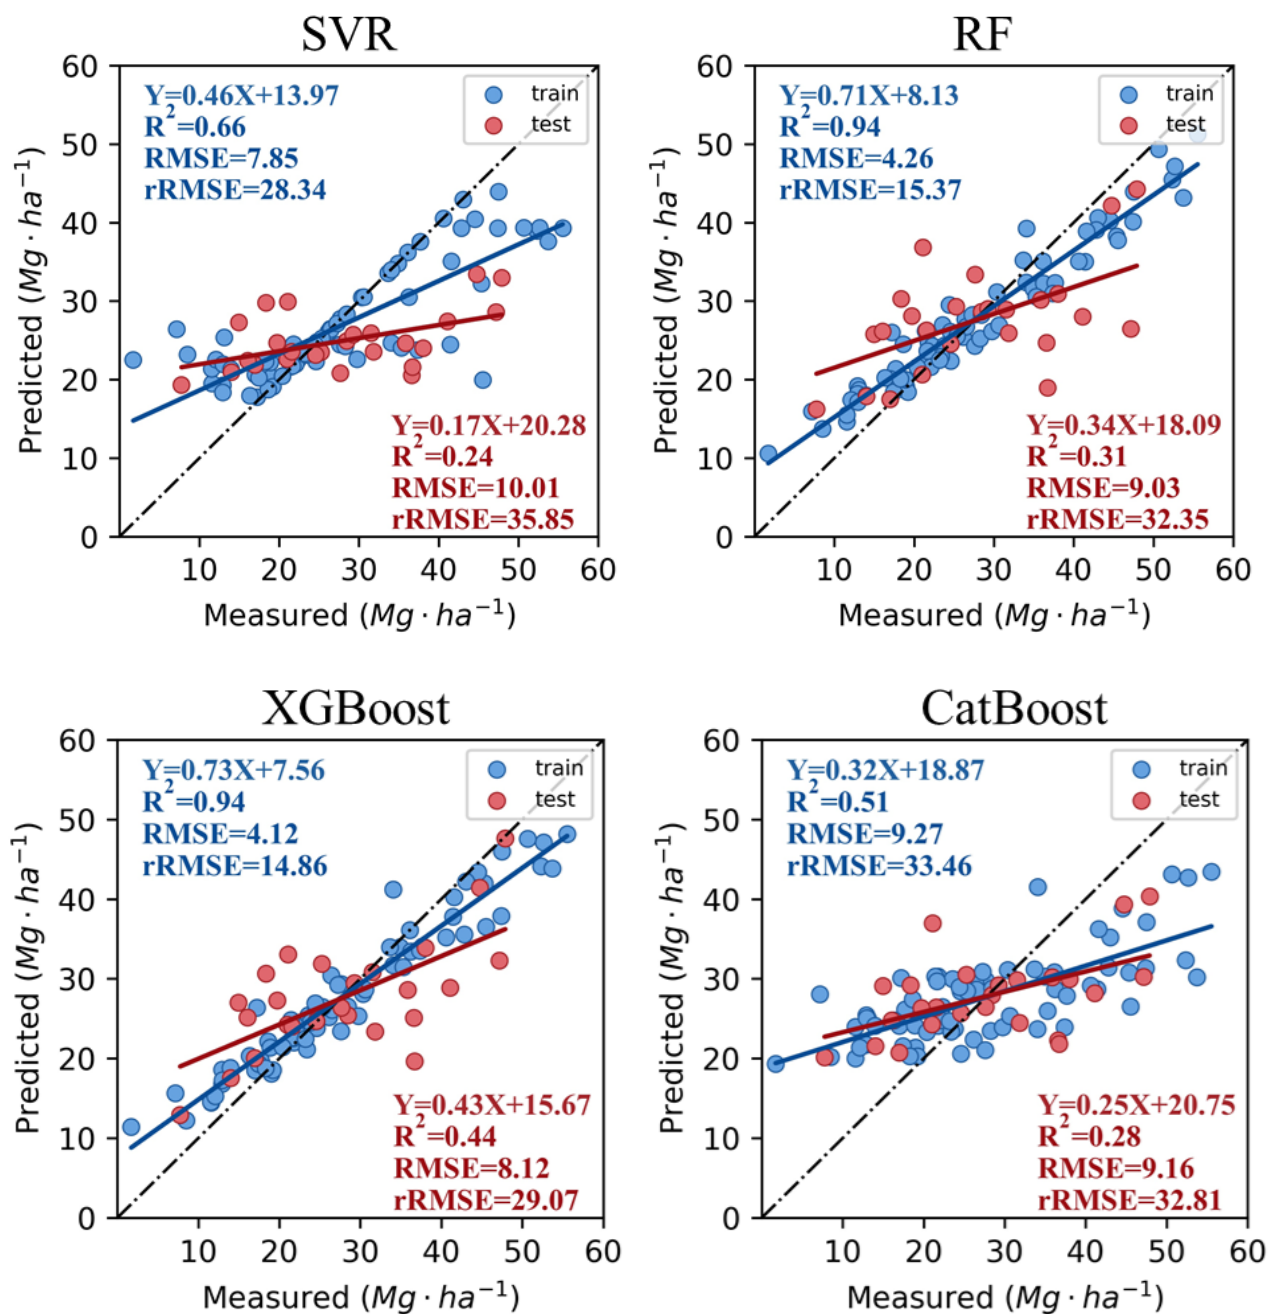 SVR
Y=0.46X+13.97
R²=0.66
RMSE=7.85
rRMSE=28.34
train
test
Y=0.17X+20.28
R²=0.24
RMSE=10.01
rRMSE=35.85
60
50
40
30
20
10
0
Predicted (Mg · ha⁻¹)
10 20 30 40 50 60
Measured (Mg · ha⁻¹)
RF
Y=0.71X+8.13
R²=0.94
RMSE=4.26
rRMSE=15.37
train
test
Y=0.34X+18.09
R²=0.31
RMSE=9.03
rRMSE=32.35
60
50
40
30
20
10
0
Predicted (Mg · ha⁻¹)
10 20 30 40 50 60
Measured (Mg · ha⁻¹)
XGBoost
Y=0.73X+7.56
R²=0.94
RMSE=4.12
rRMSE=14.86
train
test
Y=0.43X+15.67
R²=0.44
RMSE=8.12
rRMSE=29.07
60
50
40
30
20
10
0
Predicted (Mg · ha⁻¹)
10 20 30 40 50 60
Measured (Mg · ha⁻¹)
CatBoost
Y=0.32X+18.87
R²=0.51
RMSE=9.27
rRMSE=33.46
train
test
Y=0.25X+20.75
R²=0.28
RMSE=9.16
rRMSE=32.81
60
50
40
30
20
10
0
Predicted (Mg · ha⁻¹)
10 20 30 40 50 60
Measured (Mg · ha⁻¹)